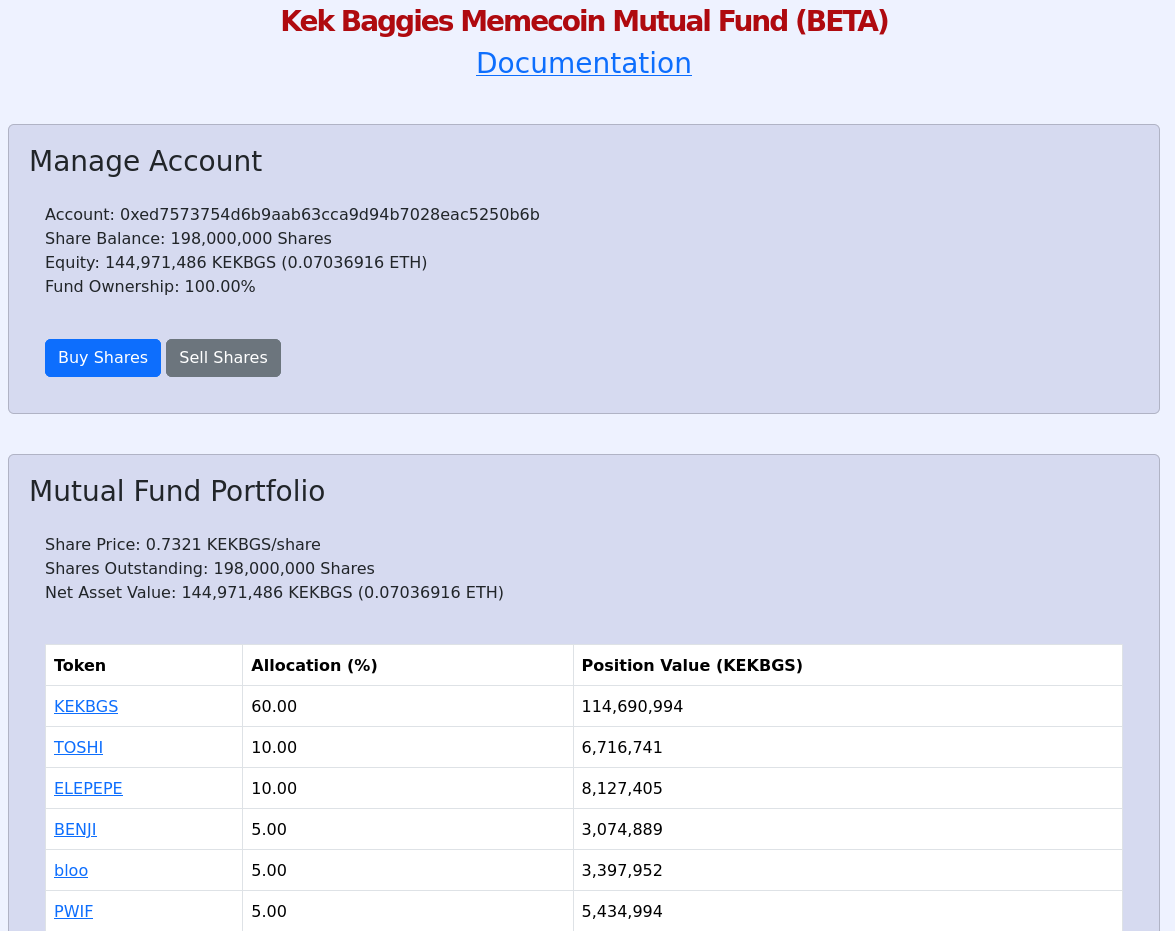 Kek Baggies Memecoin Mutual Fund (BETA)
Documentation
Manage Account
Account: 0xed7573754d6b9aab63cca9d94b7028eac5250b6b
Share Balance: 198,000,000 Shares
Equity: 144,971,486 KEKBGS (0.07036916 ETH)
Fund Ownership: 100.00%
Buy Shares Sell Shares
Mutual Fund Portfolio
Share Price: 0.7321 KEKBGS/share
Shares Outstanding: 198,000,000 Shares
Net Asset Value: 144,971,486 KEKBGS (0.07036916 ETH)
Token Allocation (%) Position Value (KEKBGS)
KEKBGS 60.00 114,690,994
TOSHI 10.00 6,716,741
ELEPEPE 10.00 8,127,405
BENJI 5.00 3,074,889
bloo 5.00 3,397,952
PWIF 5.00 5,434,994